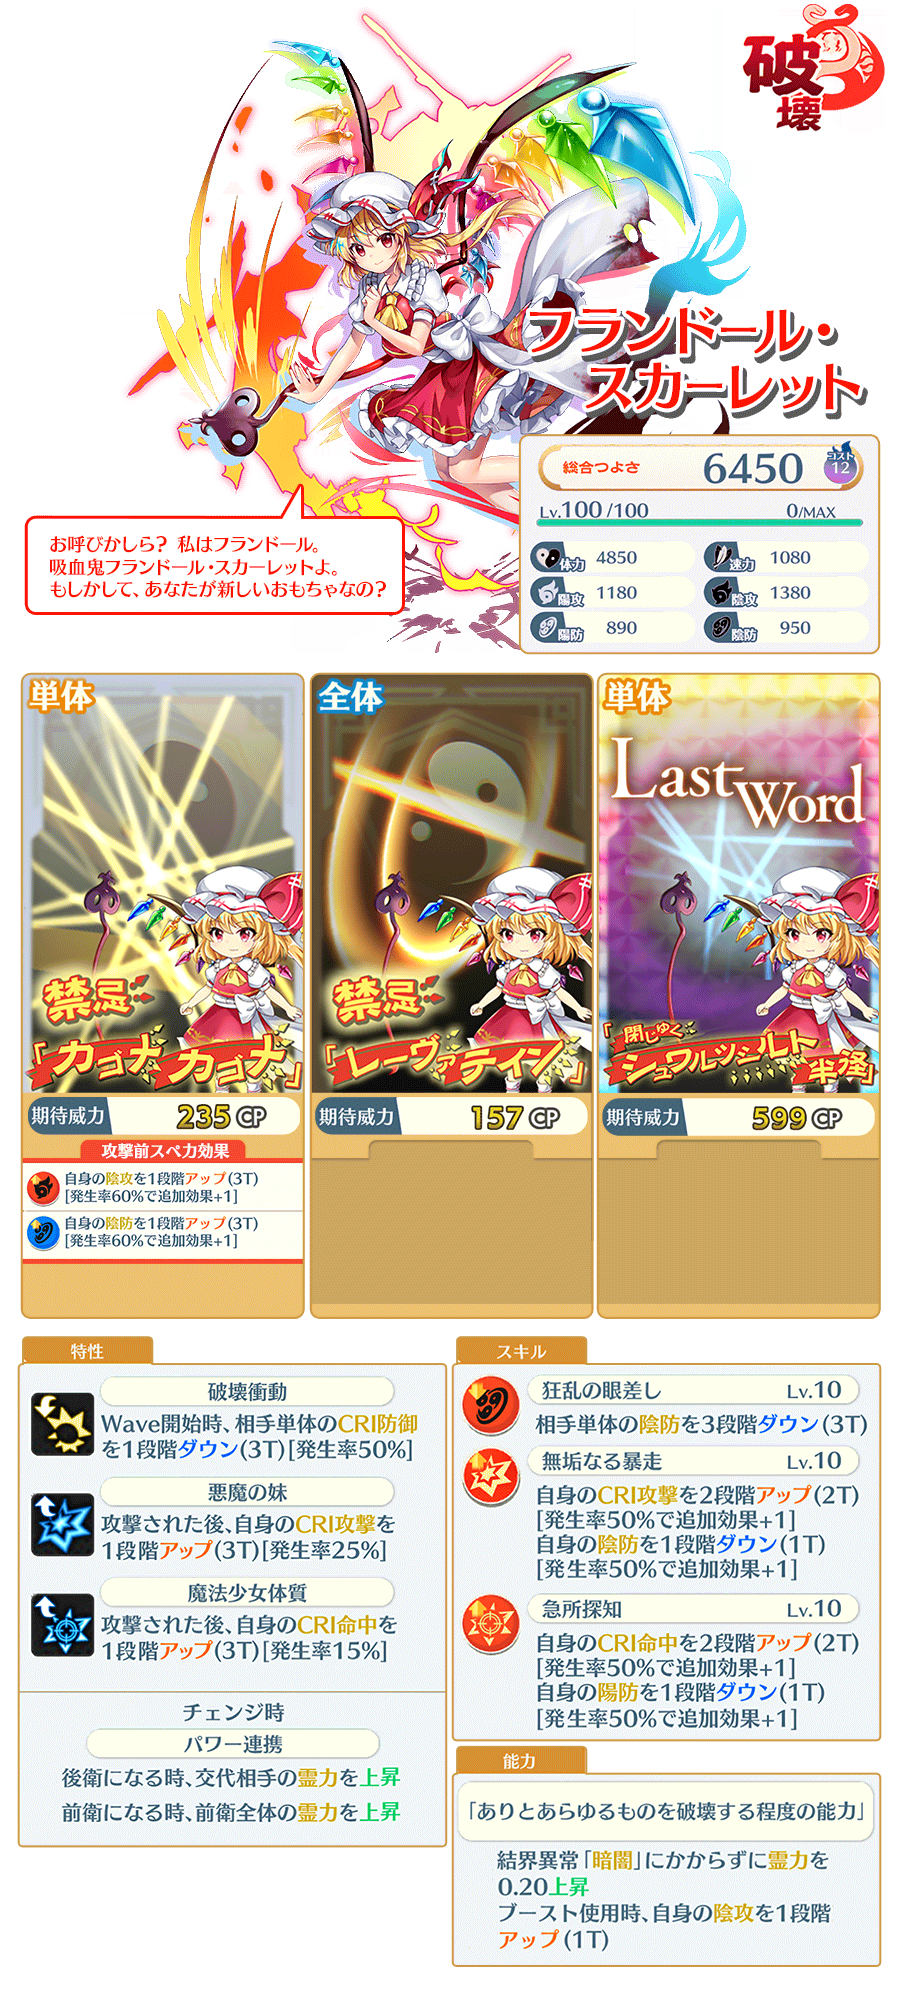 破壊
フランドール・
スカーレット
総合つよさ 6450 コスト 12
Lv.100/100 0/MAX
体力 4850 速力 1080
陽攻 1180 陰攻 1380
陽防 890 陰防 950
お呼びかしら? 私はフランドール。
吸血鬼フランドール・スカーレットよ。
もしかして、あなたが新しいおもちゃなの?
単体
禁忌
「カゴメカゴメ」
期待威力 235 CP
攻撃前スペカ効果
自身の陰攻を1段階アップ(3T)
[発生率60%で追加効果+1]
自身の陰防を1段階アップ(3T)
[発生率60%で追加効果+1]
全体
禁忌
「レーヴァテイン」
期待威力 157 CP
単体
Last
Word
「閉じゆく
シュワルツシルト半径」
期待威力 599 CP
特性
破壊衝動
Wave開始時、相手単体のCRI防御
を1段階ダウン(3T)[発生率50%]
悪魔の妹
攻撃された後、自身のCRI攻撃を
1段階アップ(3T)[発生率25%]
魔法少女体質
攻撃された後、自身のCRI命中を
1段階アップ(3T)[発生率15%]
チェンジ時
パワー連携
後衛になる時、交代相手の霊力を上昇
前衛になる時、前衛全体の霊力を上昇
スキル
狂乱の眼差し Lv.10
相手単体の陰防を3段階ダウン(3T)
無垢なる暴走 Lv.10
自身のCRI攻撃を2段階アップ(2T)
[発生率50%で追加効果+1]
自身の陰防を1段階ダウン(1T)
[発生率50%で追加効果+1]
急所探知 Lv.10
自身のCRI命中を2段階アップ(2T)
[発生率50%で追加効果+1]
自身の陽防を1段階ダウン(1T)
[発生率50%で追加効果+1]
能力
「ありとあらゆるものを破壊する程度の能力」
結界異常「暗闇」にかからずに霊力を
0.20上昇
ブースト使用時、自身の陰攻を1段階
アップ(1T)